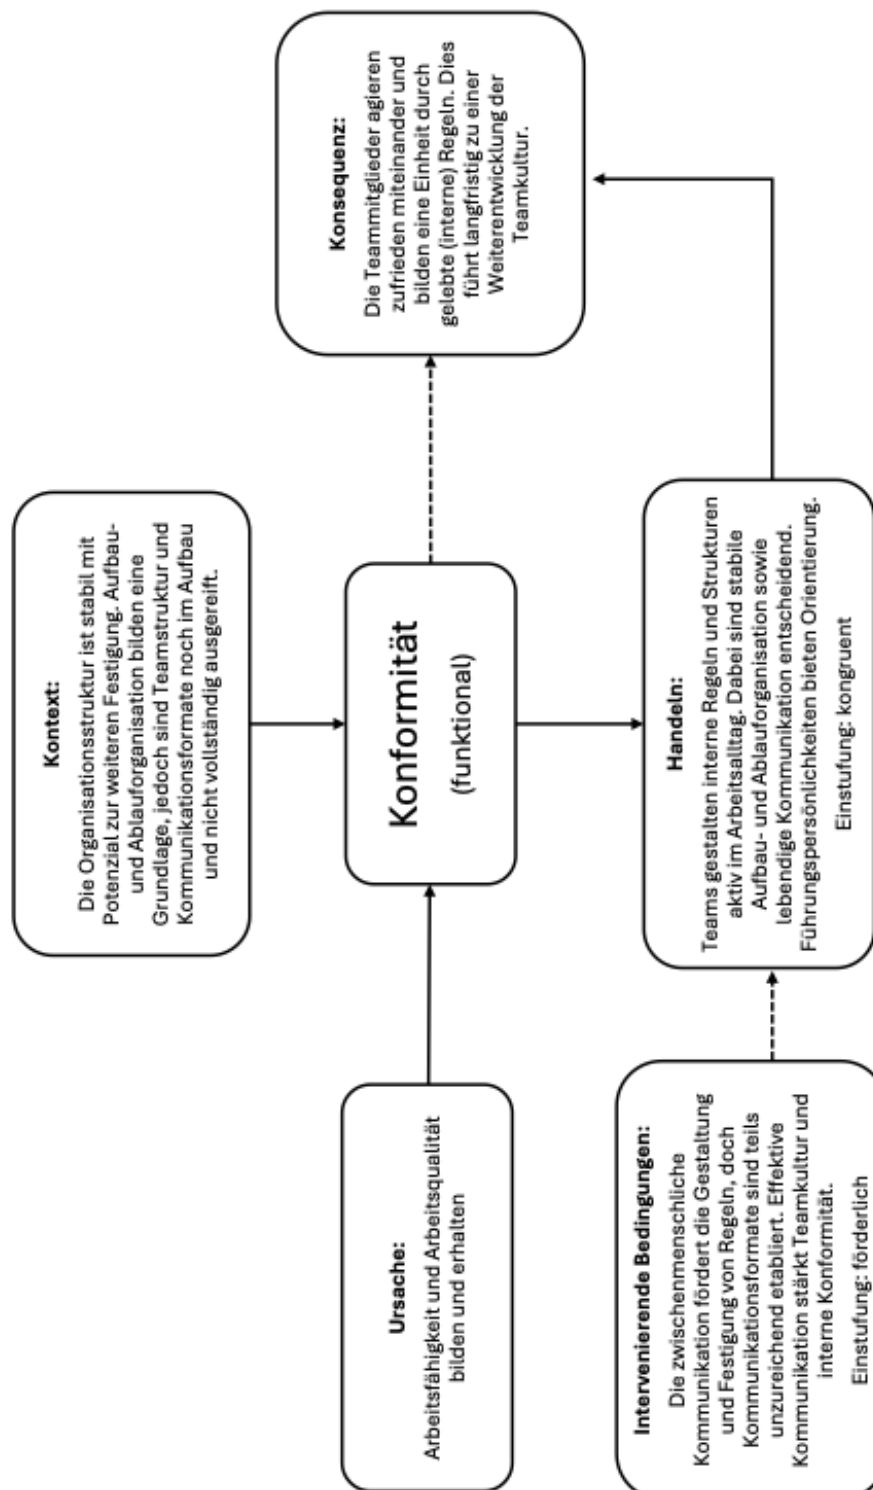 Kontext:
Die Organisationsstruktur ist stabil mit
Potenzial zur weiteren Festigung. Aufbau-
und Ablauforganisation bilden eine
Grundlage, jedoch sind Teamstruktur und
Kommunikationsformate noch im Aufbau
und nicht vollständig ausgereift.
Ursache:
Arbeitsfähigkeit und Arbeitsqualität
bilden und erhalten
Konformität
(funktional)
Konsequenz:
Die Teammitglieder agieren
zufrieden miteinander und
bilden eine Einheit durch
gelebte (interne) Regeln. Dies
führt langfristig zu einer
Weiterentwicklung der
Teamkultur.
Intervenierende Bedingungen:
Die zwischenmenschliche
Kommunikation fördert die Gestaltung
und Festigung von Regeln, doch
Kommunikationsformate sind teils
unzureichend etabliert. Effektive
Kommunikation stärkt Teamkultur und
interne Konformität.
Einstufung: förderlich
Handeln:
Teams gestalten interne Regeln und Strukturen
aktiv im Arbeitsalltag. Dabei sind stabile
Aufbau- und Ablauforganisation sowie
lebendige Kommunikation entscheidend.
Führungspersönlichkeiten bieten Orientierung.
Einstufung: kongruent